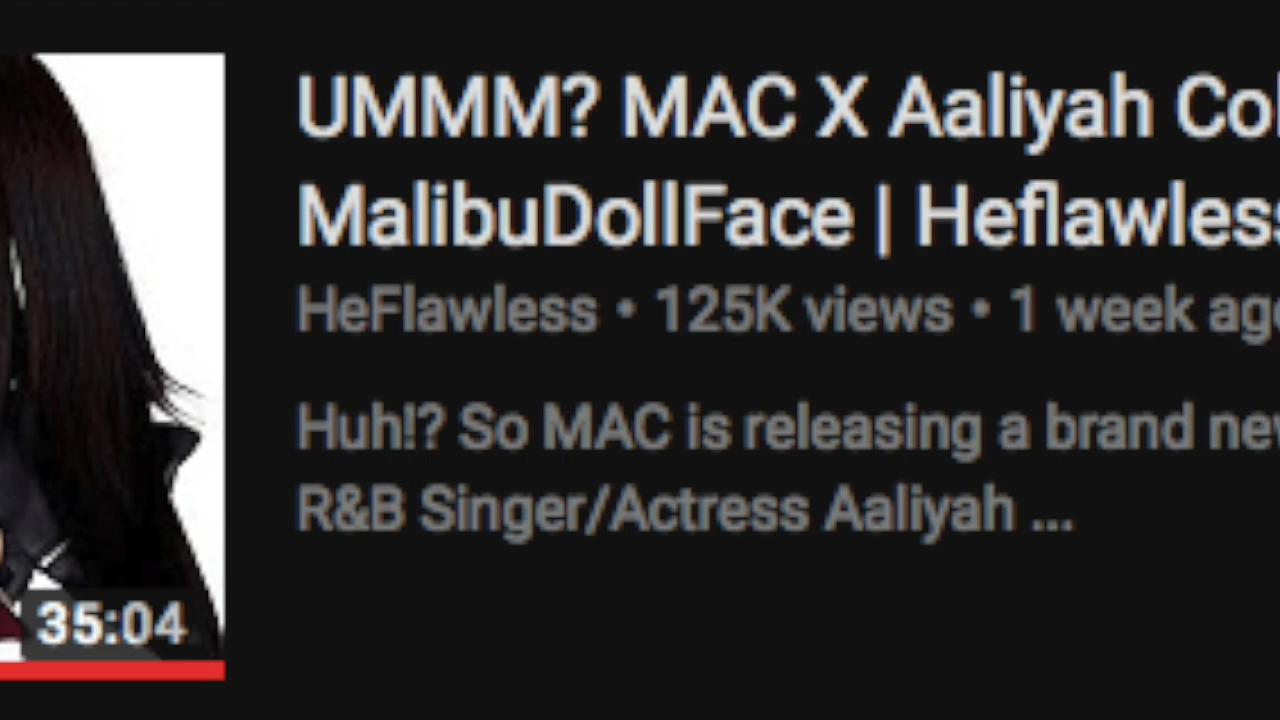 UMMM? MAC X Aaliyah
MalibuDollFace | Heflawless
HeFlawless • 125K views • 1 week
Huh!? So MAC is releasing a brand
R&B Singer/Actress Aaliyah ...
35:04